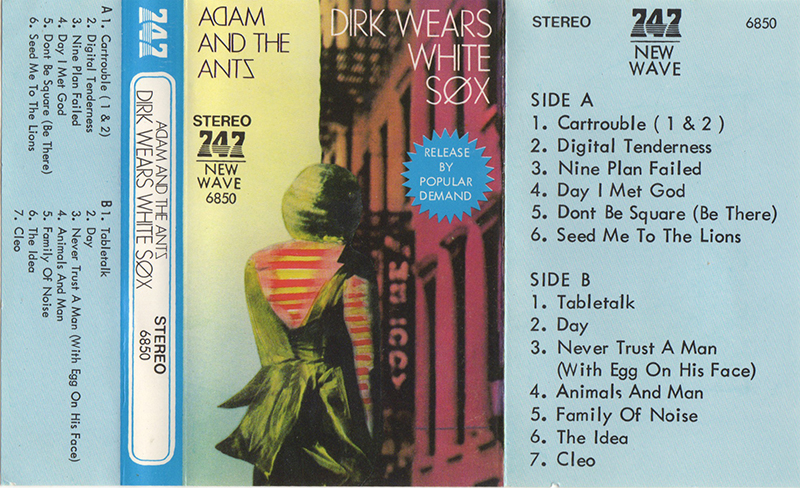 A 1. Cartrouble ( 1 & 2)
2. Digital Tenderness
3. Nine Plan Failed
4. Day I Met God
5. Dont Be Square (Be There)
6. Seed Me To The Lions
B 1. Tabletalk
2. Day
3. Never Trust A Man (With Egg On His Face)
4. Animals And Man
5. Family Of Noise
6. The Idea
7. Cleo
747
ADAM AND THE ANTS
DIRK WEARS WHITE SØX
STEREO
6850
ADAM
AND THE
ANTS
DIRK WEARS
WHITE
SØX
STEREO
747
NEW
WAVE
6850
RELEASE
BY
POPULAR
DEMAND
STEREO 747 6850
NEW
WAVE
SIDE A
1. Cartrouble ( 1 & 2 )
2. Digital Tenderness
3. Nine Plan Failed
4. Day I Met God
5. Dont Be Square (Be There)
6. Seed Me To The Lions
SIDE B
1. Tabletalk
2. Day
3. Never Trust A Man
(With Egg On His Face)
4. Animals And Man
5. Family Of Noise
6. The Idea
7. Cleo